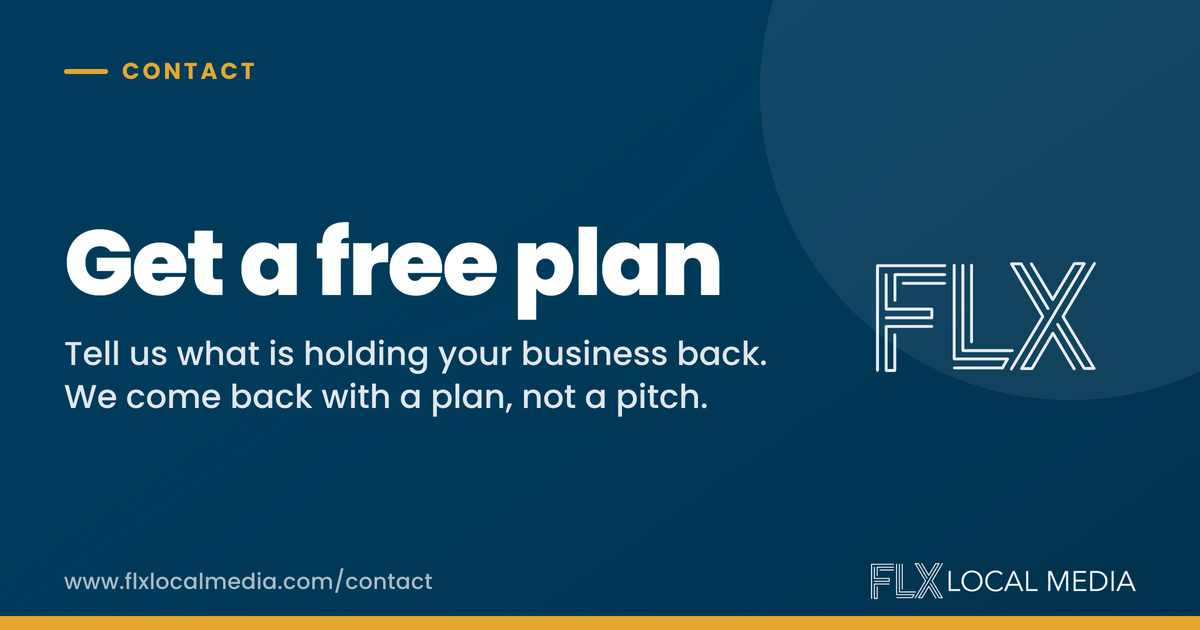 CONTACT
Get a free plan
Tell us what is holding your business back.
We come back with a plan, not a pitch.
FLX
www.flxlocalmedia.com/contact
FLX LOCAL MEDIA